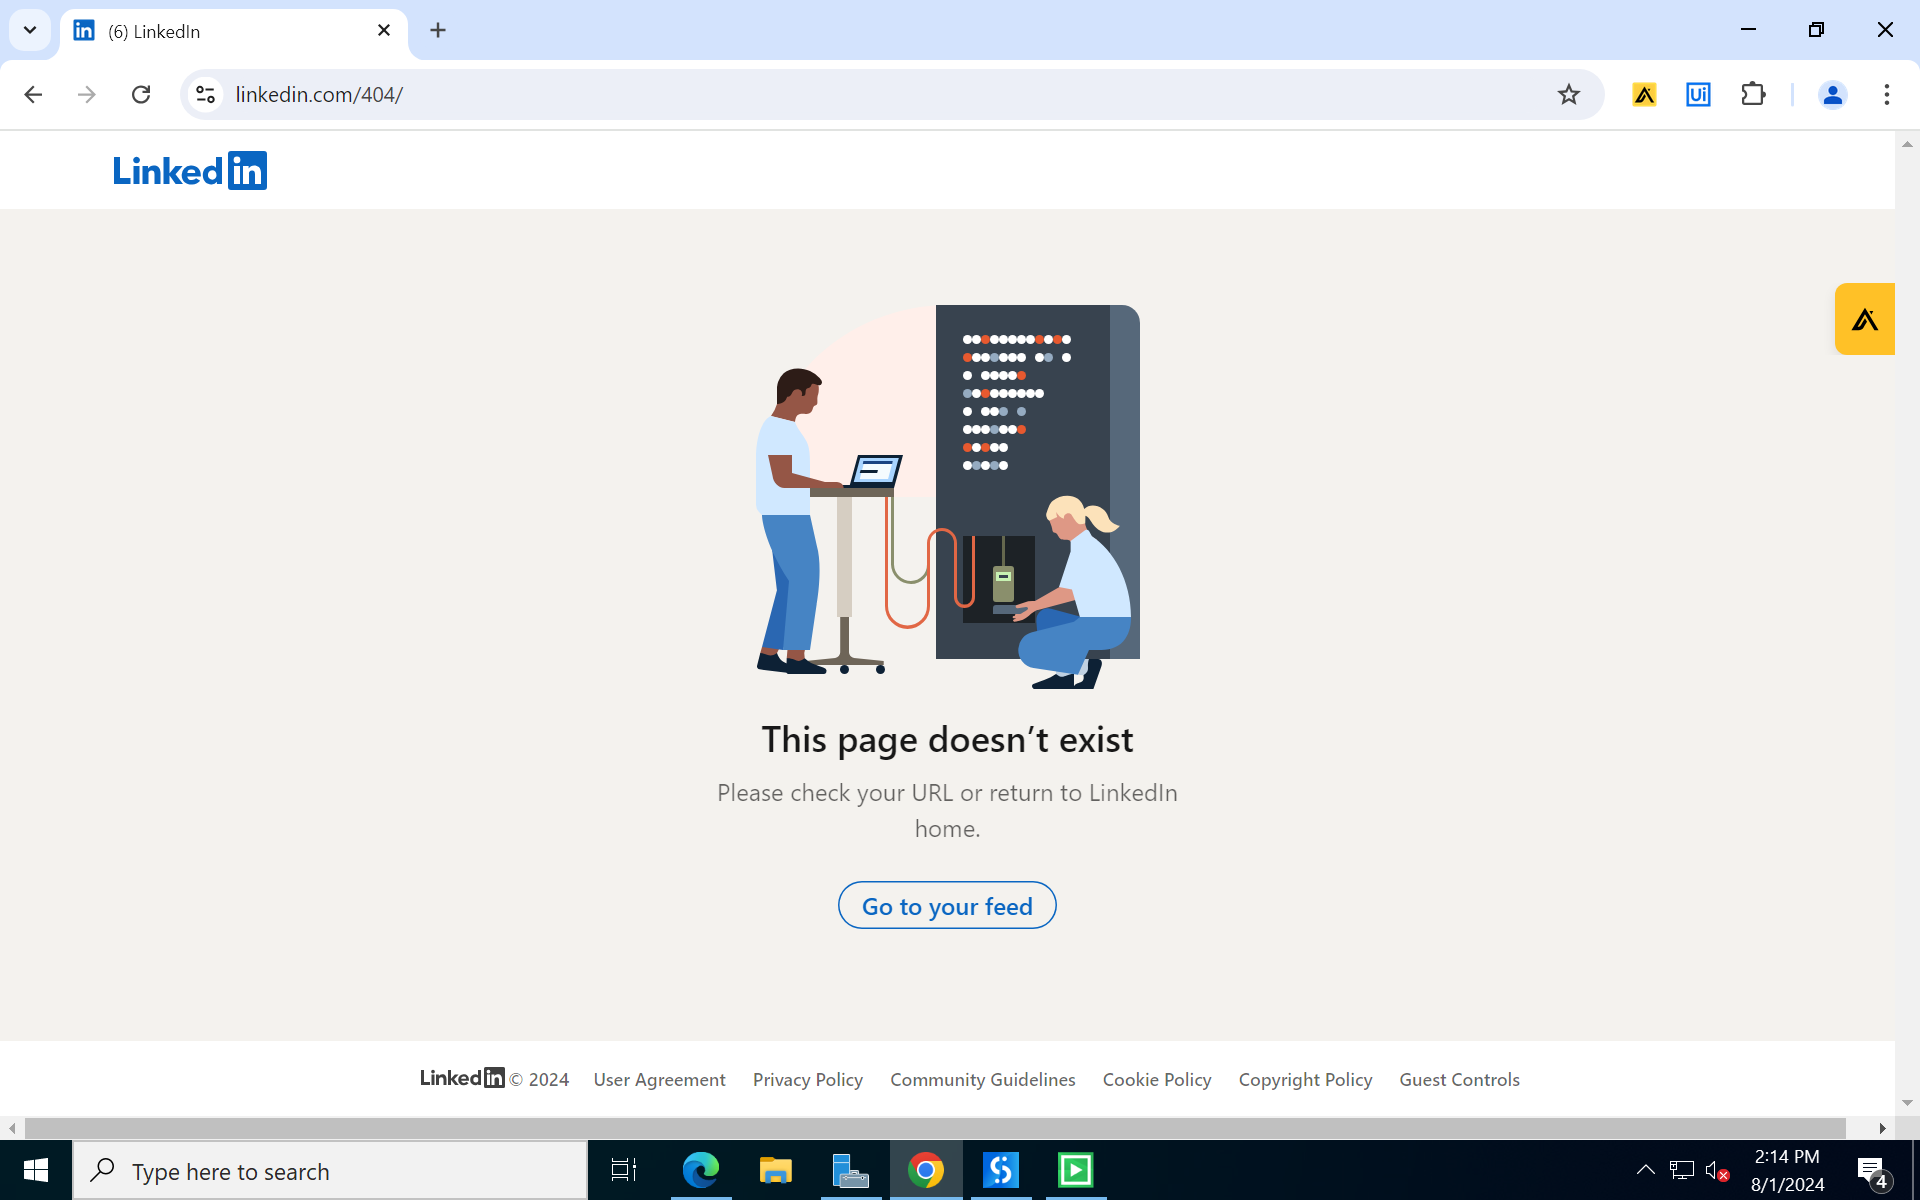 (6) LinkedIn
linkedin.com/404/
Ui
Linked in
This page doesn’t exist
Please check your URL or return to LinkedIn
home.
Go to your feed
Linked in © 2024 User Agreement Privacy Policy Community Guidelines Cookie Policy Copyright Policy Guest Controls
Type here to search
2:14 PM
8/1/2024
4